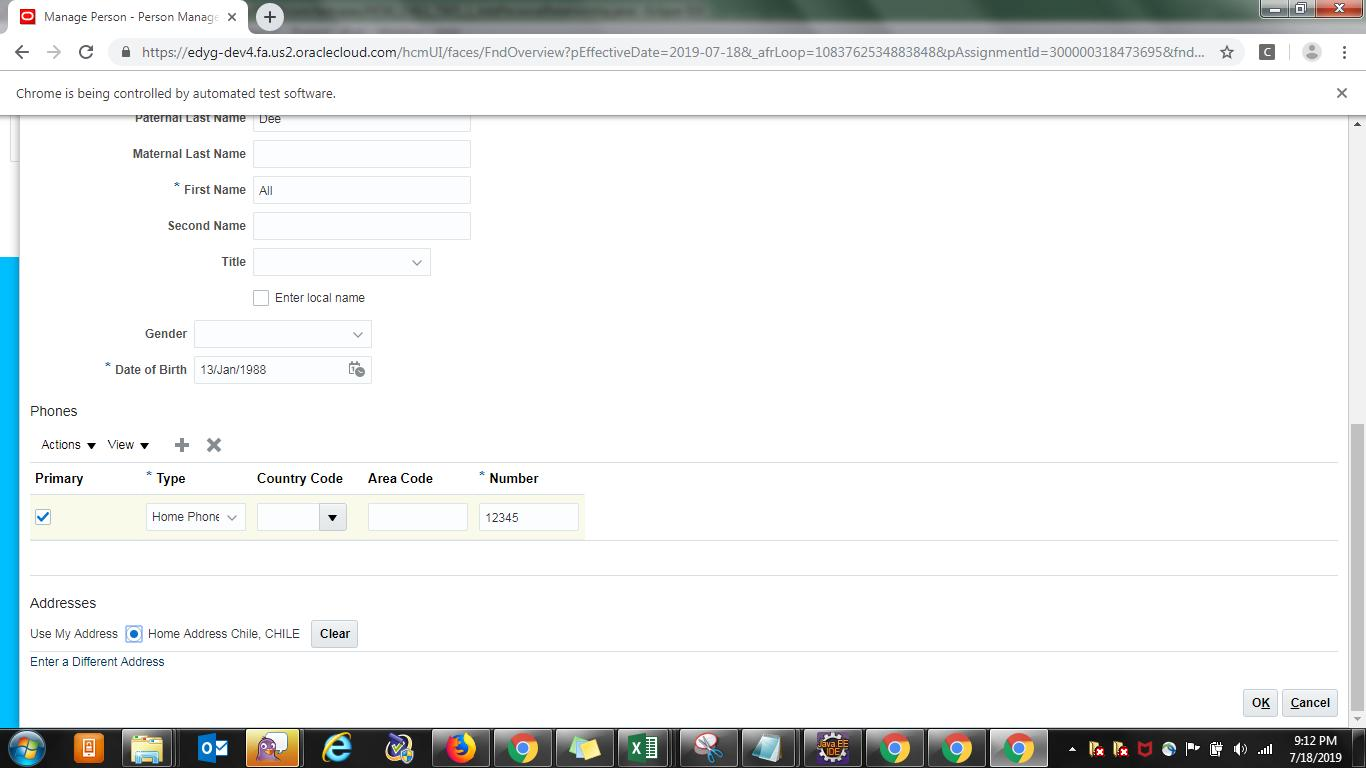 Manage Person - Person Manage
https://edyg-dev4.fa.us2.oraclecloud.com/hcmUI/faces/FndOverview?pEffectiveDate=2019-07-18&_afrLoop=1083762534883848&pAssignmentId=300000318473695&fnd...
C
Chrome is being controlled by automated test software.
Paternal Last Name Dee
Maternal Last Name
* First Name All
Second Name
Title
Enter local name
Gender
* Date of Birth 13/Jan/1988
Phones
Actions View
Primary * Type Country Code Area Code * Number
Home Phone 12345
Addresses
Use My Address Home Address Chile, CHILE Clear
Enter a Different Address
OK Cancel
Java EE
IDE
9:12 PM
7/18/2019